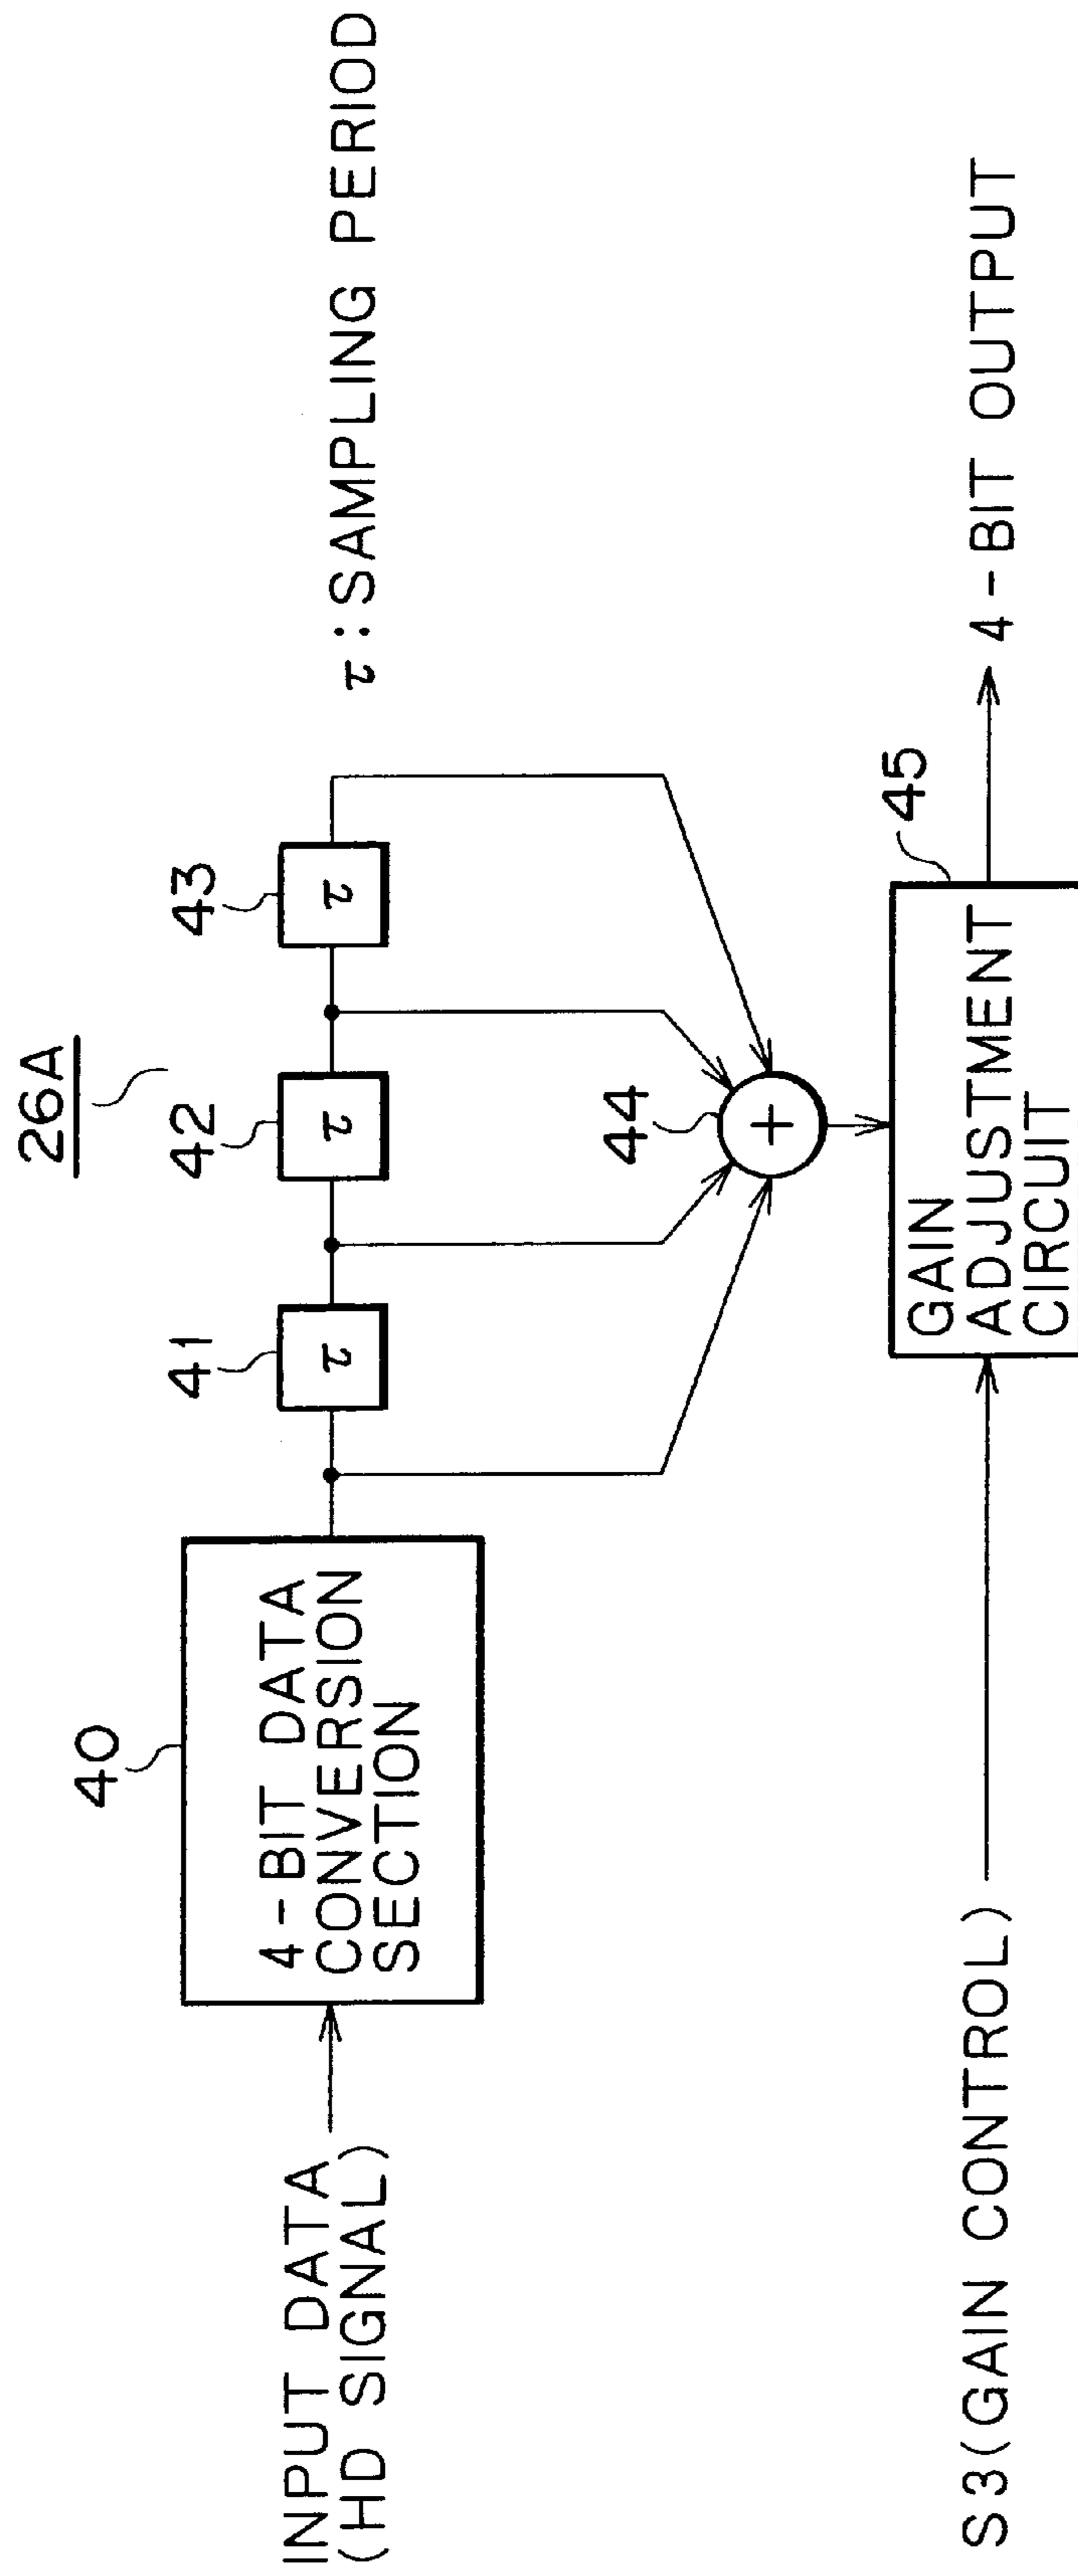 26A
40
41
42
43
INPUT DATA
(HD SIGNAL)
4-BIT DATA
CONVERSION
SECTION
τ
τ
τ
τ:SAMPLING PERIOD
44
+
45
S3(GAIN CONTROL)
GAIN
ADJUSTMENT
CIRCUIT
4-BIT OUTPUT